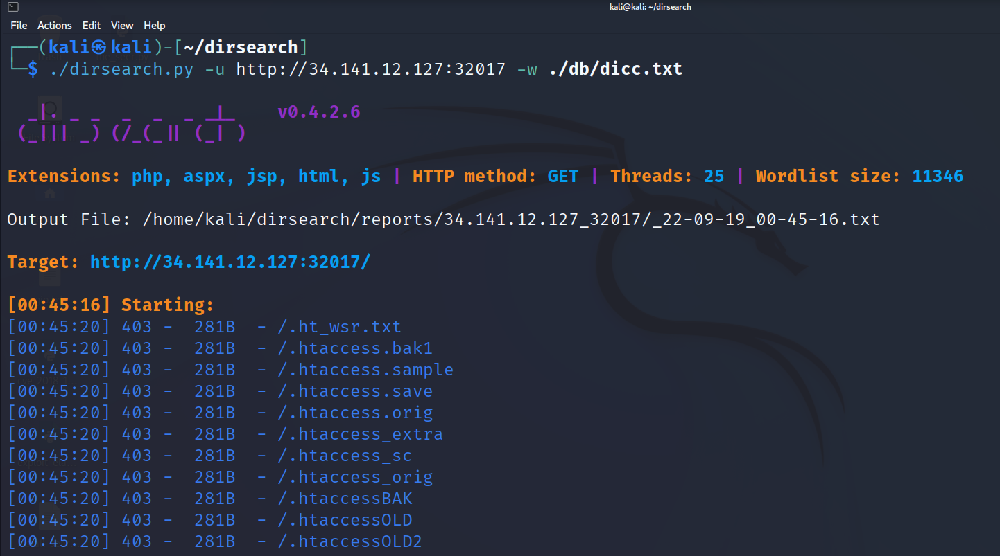 kali@kali: ~/dirsearch
File Actions Edit View Help
┌──(kali㉿kali)-[~/dirsearch]
└─$ ./dirsearch.py -u http://34.141.12.127:32017 -w ./db/dicc.txt
  _|. _ _  _  _  _ _|_    v0.4.2.6
 (_||| _) (/_(_|| (_| )
Extensions: php, aspx, jsp, html, js | HTTP method: GET | Threads: 25 | Wordlist size: 11346
Output File: /home/kali/dirsearch/reports/34.141.12.127_32017/_22-09-19_00-45-16.txt
Target: http://34.141.12.127:32017/
[00:45:16] Starting:
[00:45:20] 403 -  281B  - /.ht_wsr.txt
[00:45:20] 403 -  281B  - /.htaccess.bak1
[00:45:20] 403 -  281B  - /.htaccess.sample
[00:45:20] 403 -  281B  - /.htaccess.save
[00:45:20] 403 -  281B  - /.htaccess.orig
[00:45:20] 403 -  281B  - /.htaccess_extra
[00:45:20] 403 -  281B  - /.htaccess_sc
[00:45:20] 403 -  281B  - /.htaccess_orig
[00:45:20] 403 -  281B  - /.htaccessBAK
[00:45:20] 403 -  281B  - /.htaccessOLD
[00:45:20] 403 -  281B  - /.htaccessOLD2